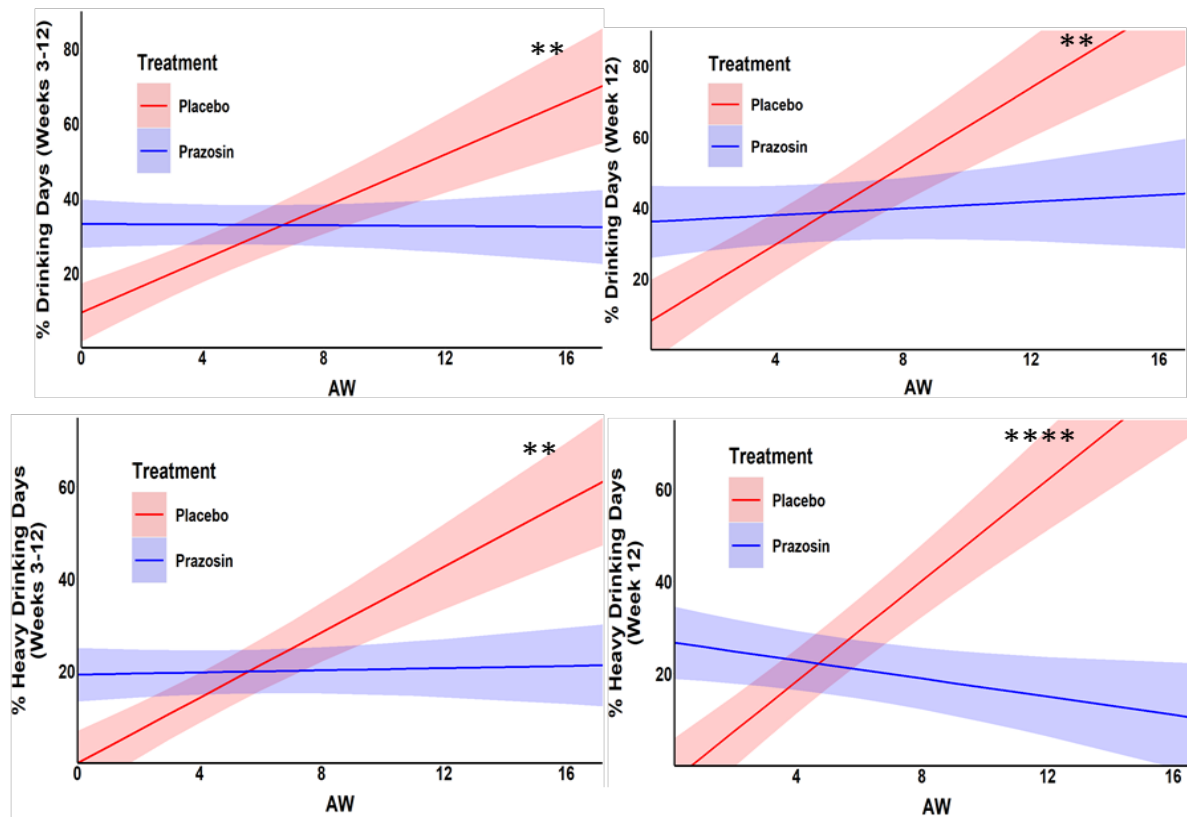 % Drinking Days (Weeks 3-12)
80
60
40
20
0
4
8
12
16
AW
Treatment
Placebo
Prazosin
**
% Drinking Days (Week 12)
80
60
40
20
4
8
12
16
AW
Treatment
Placebo
Prazosin
**
% Heavy Drinking Days
(Weeks 3-12)
60
40
20
0
4
8
12
16
AW
Treatment
Placebo
Prazosin
**
% Heavy Drinking Days
(Week 12)
60
40
20
4
8
12
16
AW
Treatment
Placebo
Prazosin
****